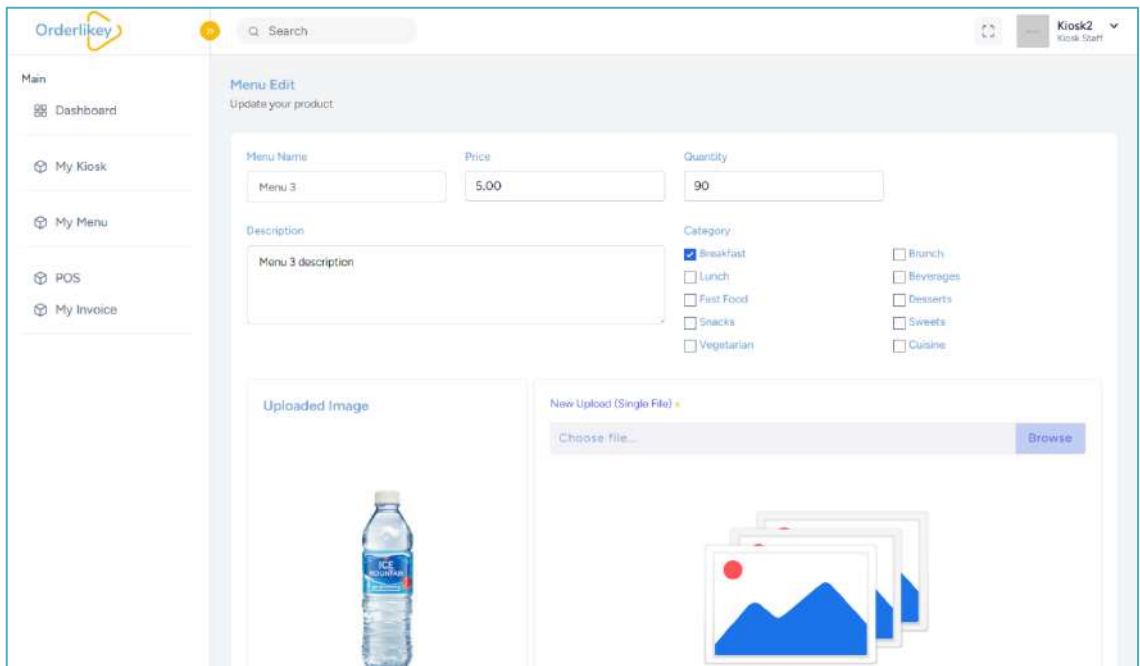 Orderlikey
Search
Kiosk2
Kiosk Staff
Main
Dashboard
My Kiosk
My Menu
POS
My Invoice
Menu Edit
Update your product
Menu Name
Price
Quantity
Menu 3
5.00
90
Description
Category
Menu 3 description
Breakfast
Brunch
Lunch
Beverages
Fast Food
Desserts
Snacks
Sweets
Vegetarian
Cuisine
Uploaded Image
New Upload (Single File) *
Choose file...
Browse
ICE
MOUNTAIN